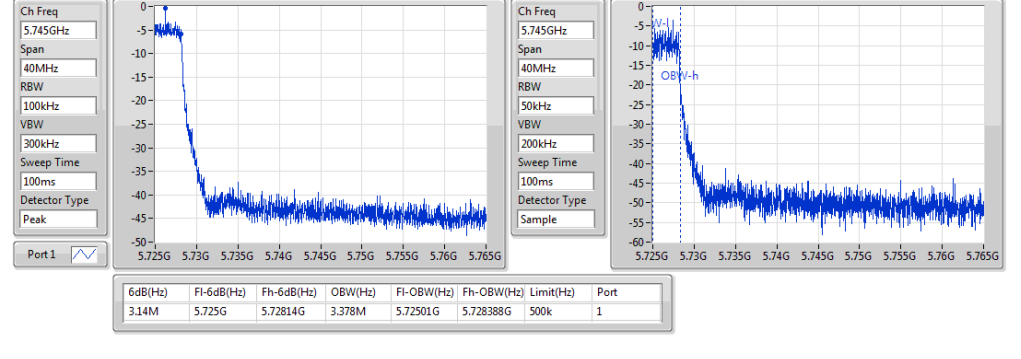 Ch Freq
5.745GHz
Span
40MHz
RBW
100kHz
VBW
300kHz
Sweep Time
100ms
Detector Type
Peak
Port 1
0
-5
-10
-15
-20
-25
-30
-35
-40
-45
-50
5.725G 5.73G 5.735G 5.74G 5.745G 5.75G 5.755G 5.76G 5.765G
Ch Freq
5.745GHz
Span
40MHz
RBW
50kHz
VBW
200kHz
Sweep Time
100ms
Detector Type
Sample
0
-5
-10
-15
-20
-25
-30
-35
-40
-45
-50
-55
-60
OBW-h
5.725G 5.73G 5.735G 5.74G 5.745G 5.75G 5.755G 5.76G 5.765G
6dB(Hz) Fl-6dB(Hz) Fh-6dB(Hz) OBW(Hz) Fl-OBW(Hz) Fh-OBW(Hz) Limit(Hz) Port
3.14M 5.725G 5.72814G 3.378M 5.72501G 5.728388G 500k 1